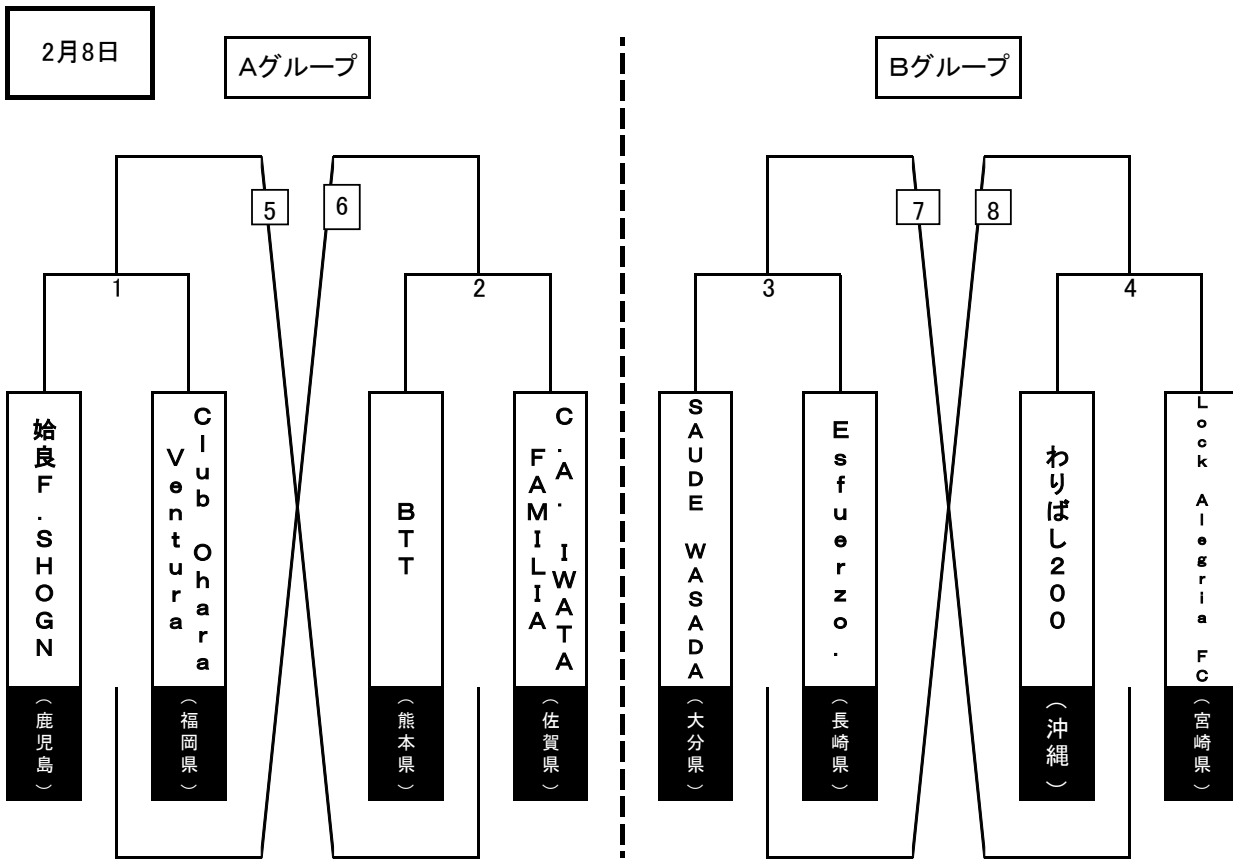 2月8日
Aグループ
Bグループ
5
6
7
8
1
2
3
4
姶良F.SHOGN
Club Ohara
Ventura
BTT
C.A. IWATA
FAMILIA
SAUDE WASADA
Esfuerzo.
わりばし200
Lock Alegria FC
(鹿児島)
(福岡県)
(熊本県)
(佐賀県)
(大分県)
(長崎県)
(沖縄)
(宮崎県)